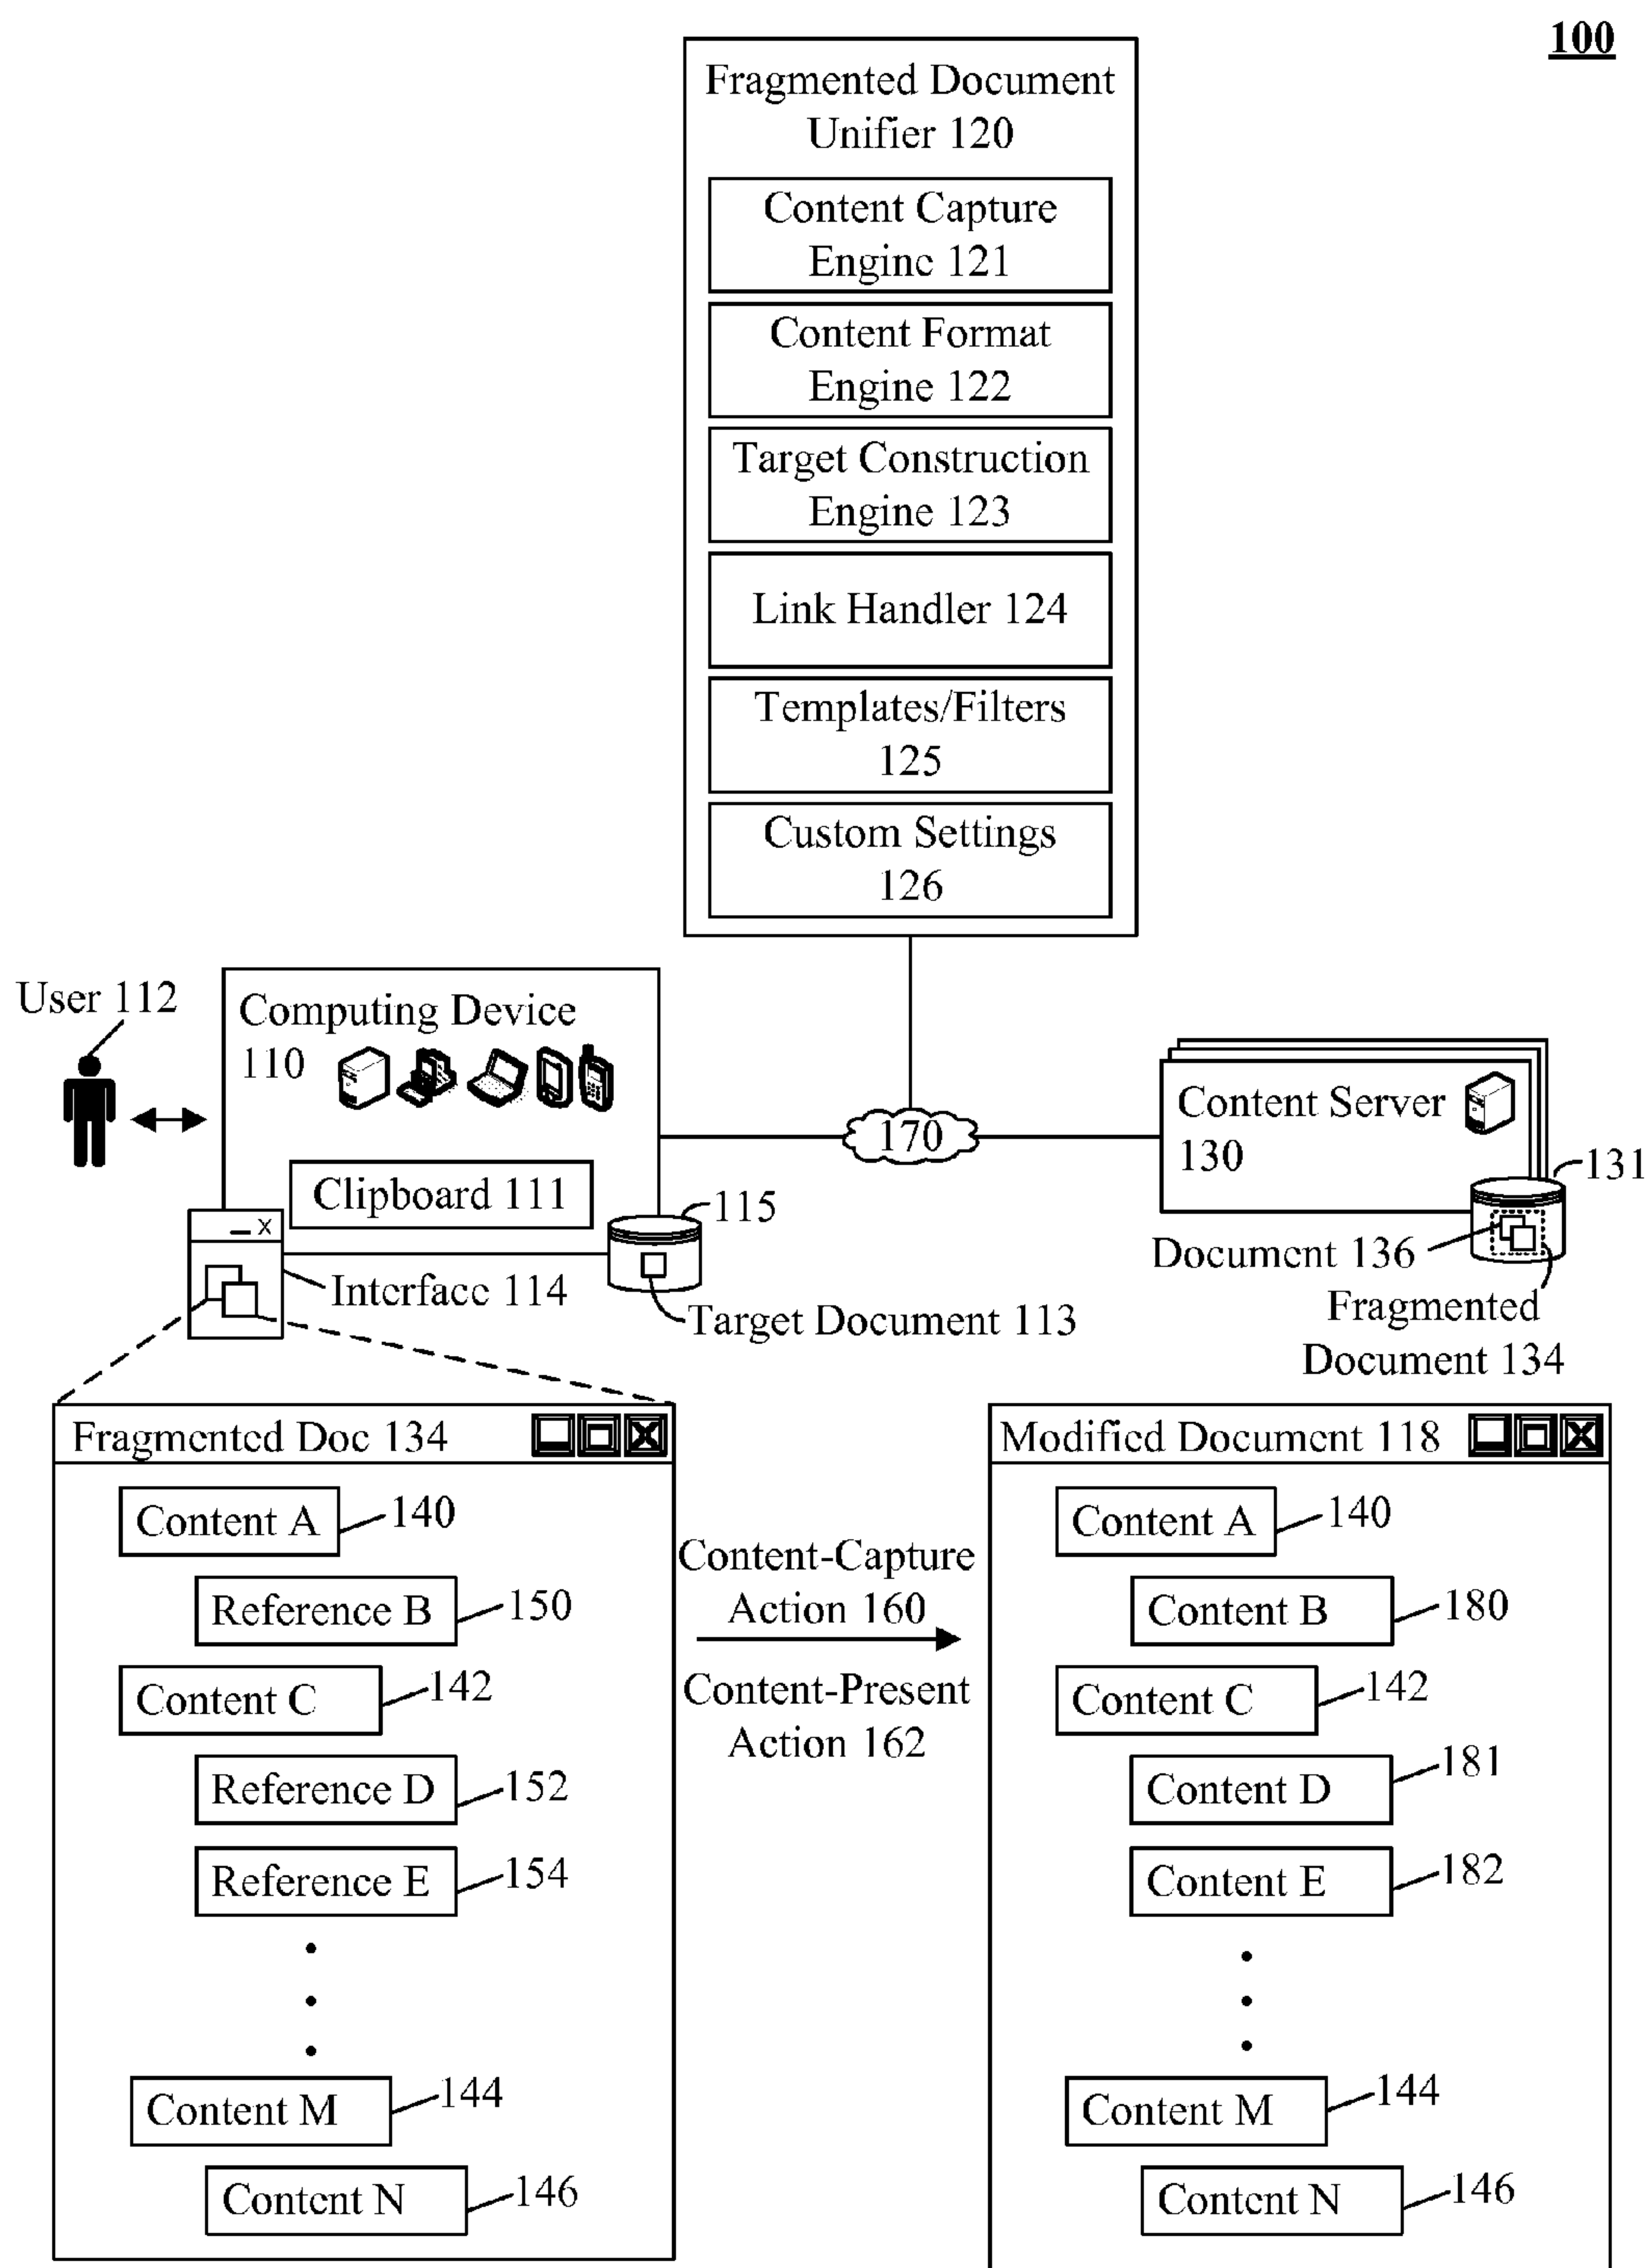 100
Fragmented Document
Unifier 120
Content Capture
Engine 121
Content Format
Engine 122
Target Construction
Engine 123
Link Handler 124
Templates/Filters
125
Custom Settings
126
User 112
Computing Device
110
Clipboard 111
170
Content Server
130
131
115
X
Interface 114
Target Document 113
Document 136
Fragmented
Document 134
Fragmented Doc 134
X
Content A
140
Reference B
150
Content C
142
Reference D
152
Reference E
154
Content M
144
Content N
146
Content-Capture
Action 160
Content-Present
Action 162
Modified Document 118
X
Content A
140
Content B
180
Content C
142
Content D
181
Content E
182
Content M
144
Content N
146